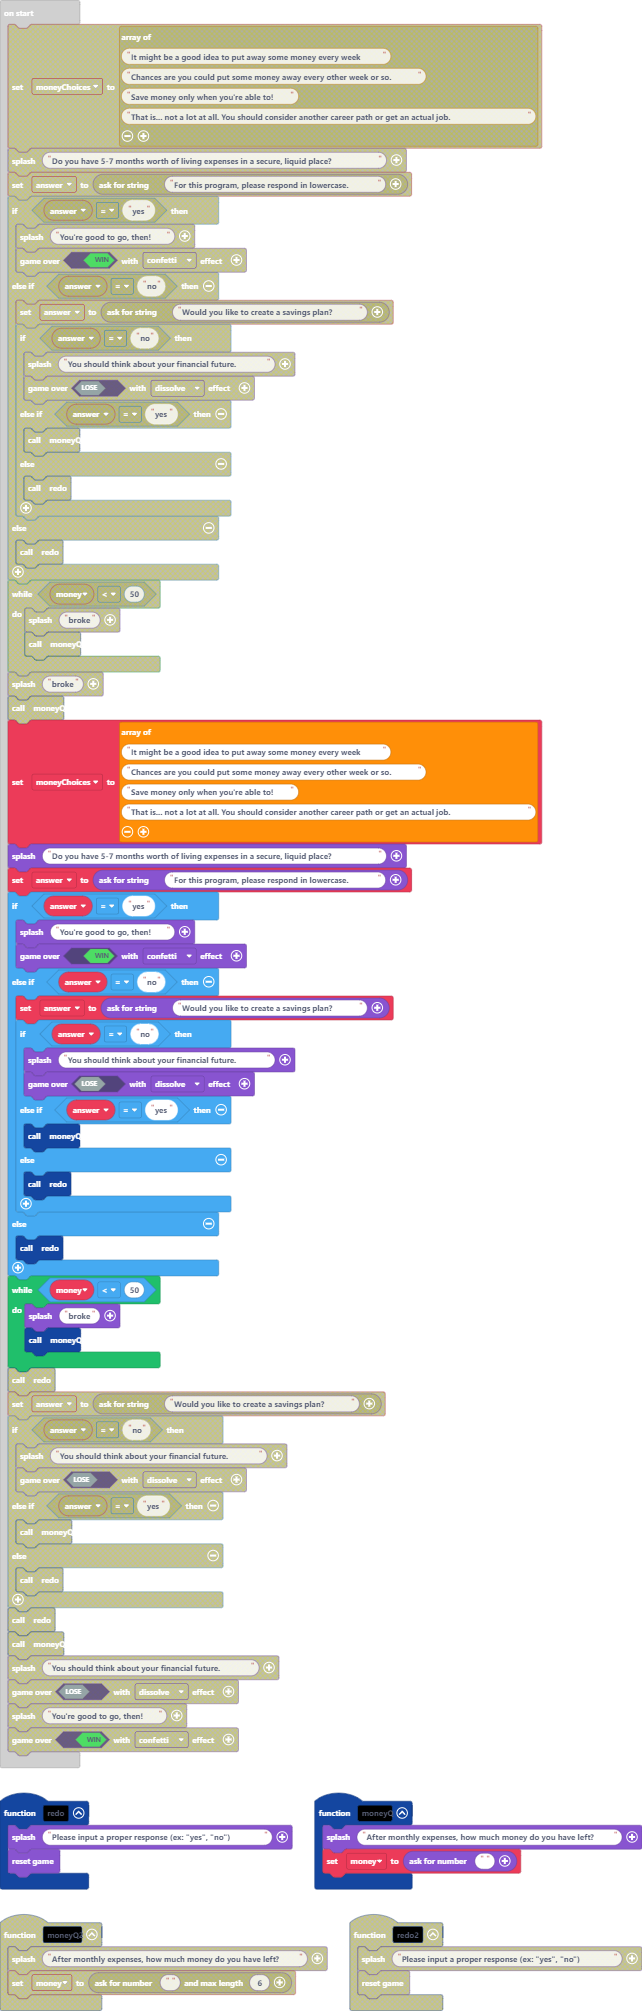 on start
set moneyChoices to
array of
"It might be a good idea to put away some money every week"
"Chances are you could put some money away every other week or so."
"Save money only when you're able to!"
"That is... not a lot at all. You should consider another career path or get an actual job."
splash "Do you have 5-7 months worth of living expenses in a secure, liquid place?"
set answer to ask for string "For this program, please respond in lowercase."
if answer = "yes" then
splash "You're good to go, then!"
game over WIN with confetti effect
else if answer = "no" then
set answer to ask for string "Would you like to create a savings plan?"
if answer = "no" then
splash "You should think about your financial future."
game over LOSE with dissolve effect
else if answer = "yes" then
call moneyQ
else
call redo
else
call redo
while money < 50
do
splash "broke"
call moneyQ
splash "broke"
call moneyQ
set moneyChoices to
array of
"It might be a good idea to put away some money every week"
"Chances are you could put some money away every other week or so."
"Save money only when you're able to!"
"That is... not a lot at all. You should consider another career path or get an actual job."
splash "Do you have 5-7 months worth of living expenses in a secure, liquid place?"
set answer to ask for string "For this program, please respond in lowercase."
if answer = "yes" then
splash "You're good to go, then!"
game over WIN with confetti effect
else if answer = "no" then
set answer to ask for string "Would you like to create a savings plan?"
if answer = "no" then
splash "You should think about your financial future."
game over LOSE with dissolve effect
else if answer = "yes" then
call moneyQ
else
call redo
else
call redo
while money < 50
do
splash "broke"
call moneyQ
call redo
set answer to ask for string "Would you like to create a savings plan?"
if answer = "no" then
splash "You should think about your financial future."
game over LOSE with dissolve effect
else if answer = "yes" then
call moneyQ
else
call redo
call redo
call moneyQ
splash "You should think about your financial future."
game over LOSE with dissolve effect
splash "You're good to go, then!"
game over WIN with confetti effect
function redo
splash "Please input a proper response (ex: "yes", "no")"
reset game
function moneyQ
splash "After monthly expenses, how much money do you have left?"
set money to ask for number ""
function moneyQ2
splash "After monthly expenses, how much money do you have left?"
set money to ask for number "" and max length 6
function redo2
splash "Please input a proper response (ex: "yes", "no")"
reset game